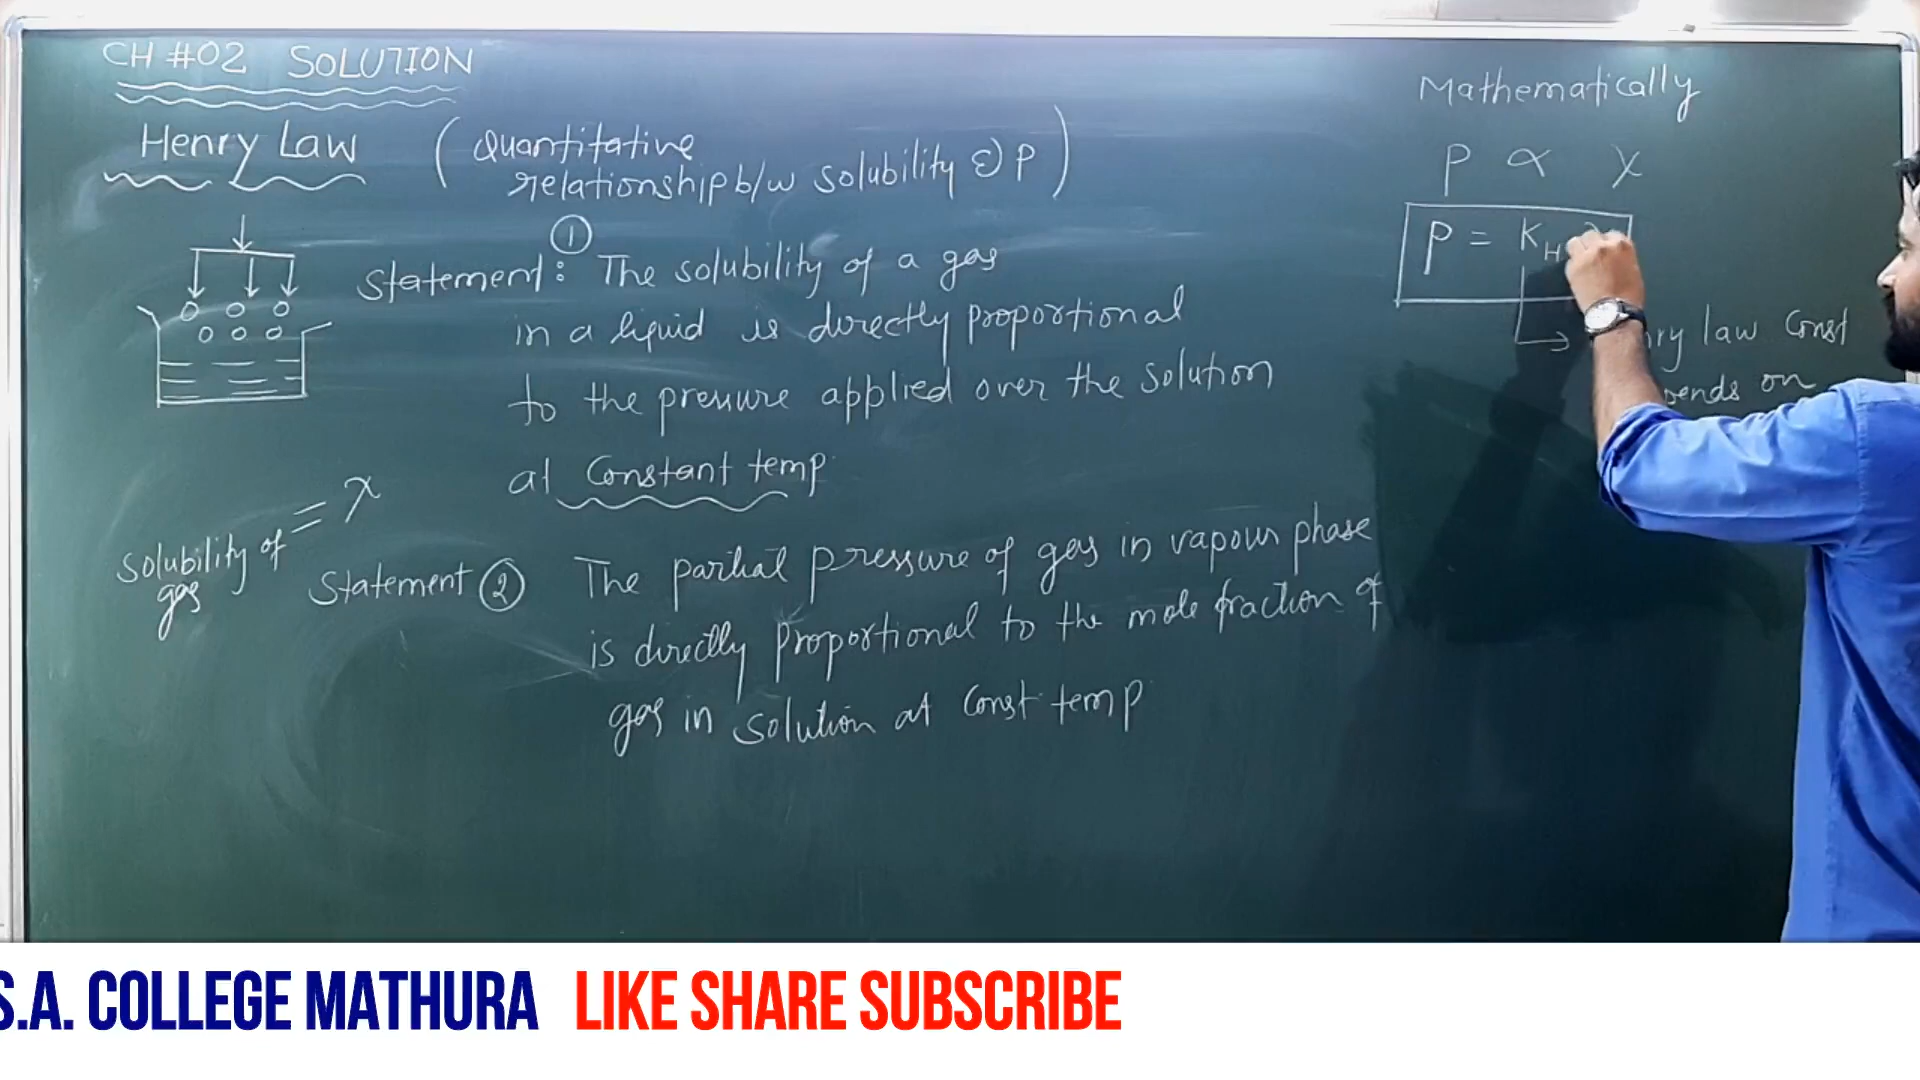 CH #02 SOLUTION
Henry Law ( Quantitative
relationship b/w solubility & P )
Statement : ① The solubility of a gas
in a liquid is directly proportional
to the pressure applied over the solution
at Constant temp.
Solubility of = x
gas
Statement ② The partial pressure of gas in vapour phase
is directly proportional to the mole fraction of
gas in solution at Const. temp
Mathematically
P ∝ x
P = KH
law Const
on
S.A. COLLEGE MATHURA LIKE SHARE SUBSCRIBE